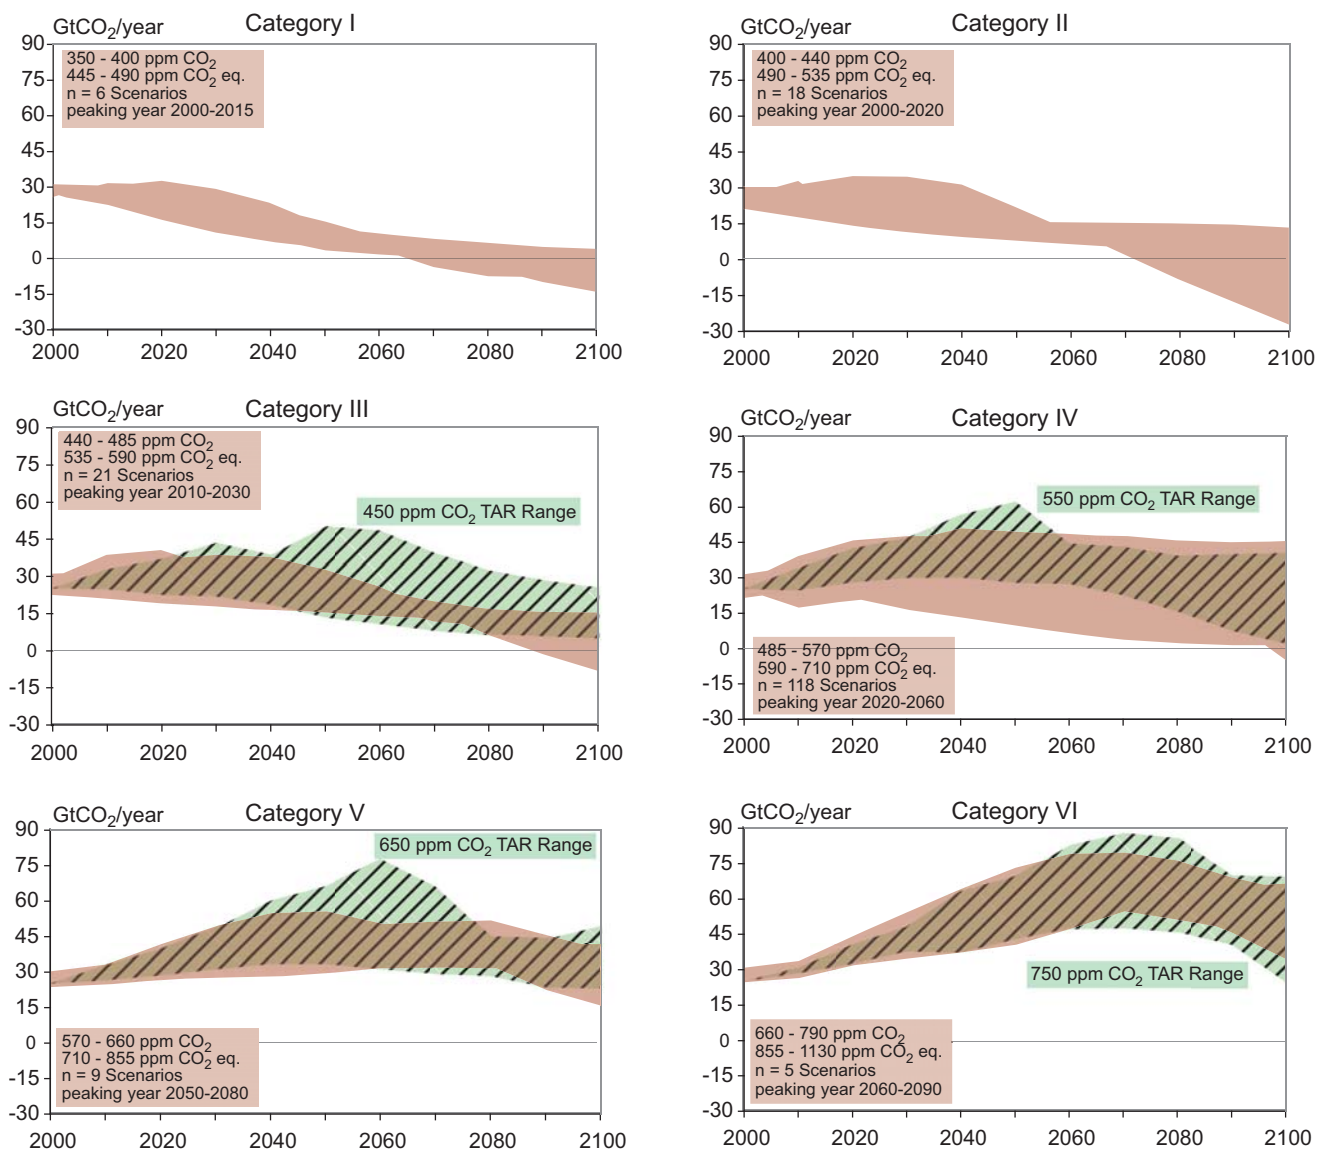 GtCO2/year
Category I
350 - 400 ppm CO2
445 - 490 ppm CO2 eq.
n = 6 Scenarios
peaking year 2000-2015
90
75
60
45
30
15
0
-15
-30
2000
2020
2040
2060
2080
2100
GtCO2/year
Category II
400 - 440 ppm CO2
490 - 535 ppm CO2 eq.
n = 18 Scenarios
peaking year 2000-2020
90
75
60
45
30
15
0
-15
-30
2000
2020
2040
2060
2080
2100
GtCO2/year
Category III
440 - 485 ppm CO2
535 - 590 ppm CO2 eq.
n = 21 Scenarios
peaking year 2010-2030
450 ppm CO2 TAR Range
90
75
60
45
30
15
0
-15
-30
2000
2020
2040
2060
2080
2100
GtCO2/year
Category IV
550 ppm CO2 TAR Range
485 - 570 ppm CO2
590 - 710 ppm CO2 eq.
n = 118 Scenarios
peaking year 2020-2060
90
75
60
45
30
15
0
-15
-30
2000
2020
2040
2060
2080
2100
GtCO2/year
Category V
650 ppm CO2 TAR Range
570 - 660 ppm CO2
710 - 855 ppm CO2 eq.
n = 9 Scenarios
peaking year 2050-2080
90
75
60
45
30
15
0
-15
-30
2000
2020
2040
2060
2080
2100
GtCO2/year
Category VI
750 ppm CO2 TAR Range
660 - 790 ppm CO2
855 - 1130 ppm CO2 eq.
n = 5 Scenarios
peaking year 2060-2090
90
75
60
45
30
15
0
-15
-30
2000
2020
2040
2060
2080
2100